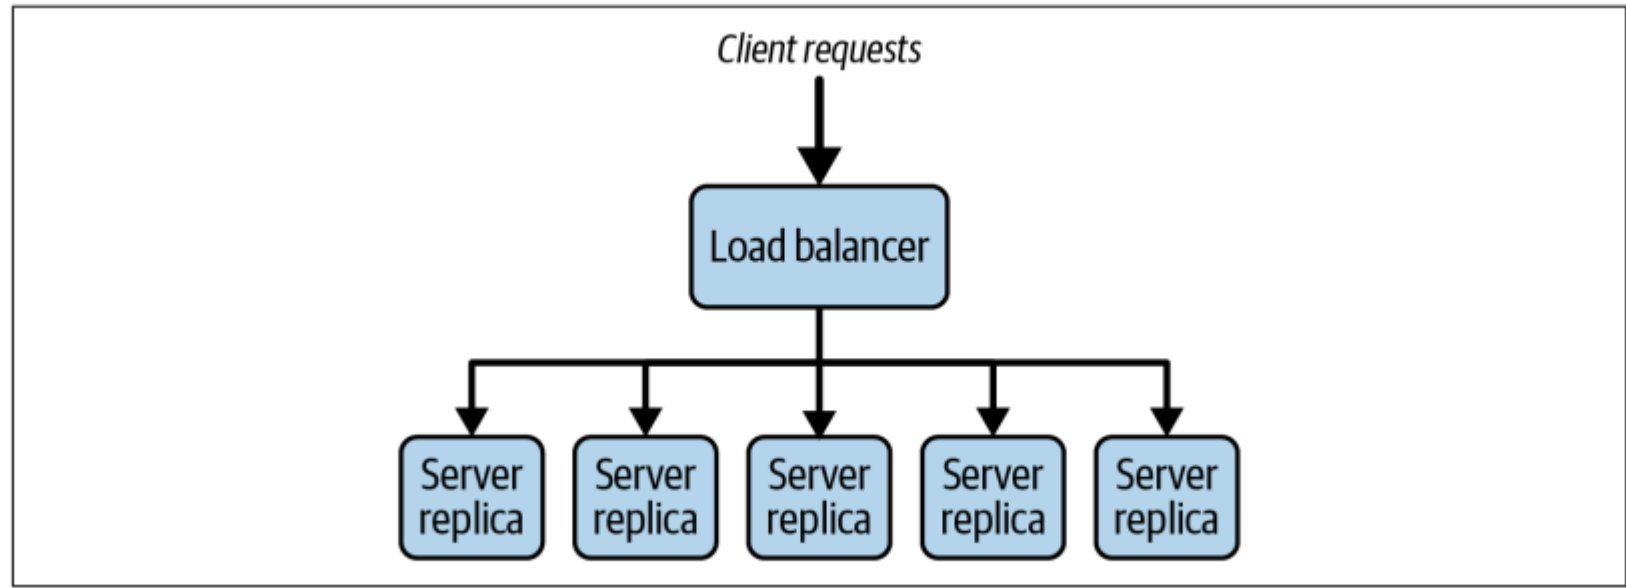 Client requests
Load balancer
Server
replica
Server
replica
Server
replica
Server
replica
Server
replica